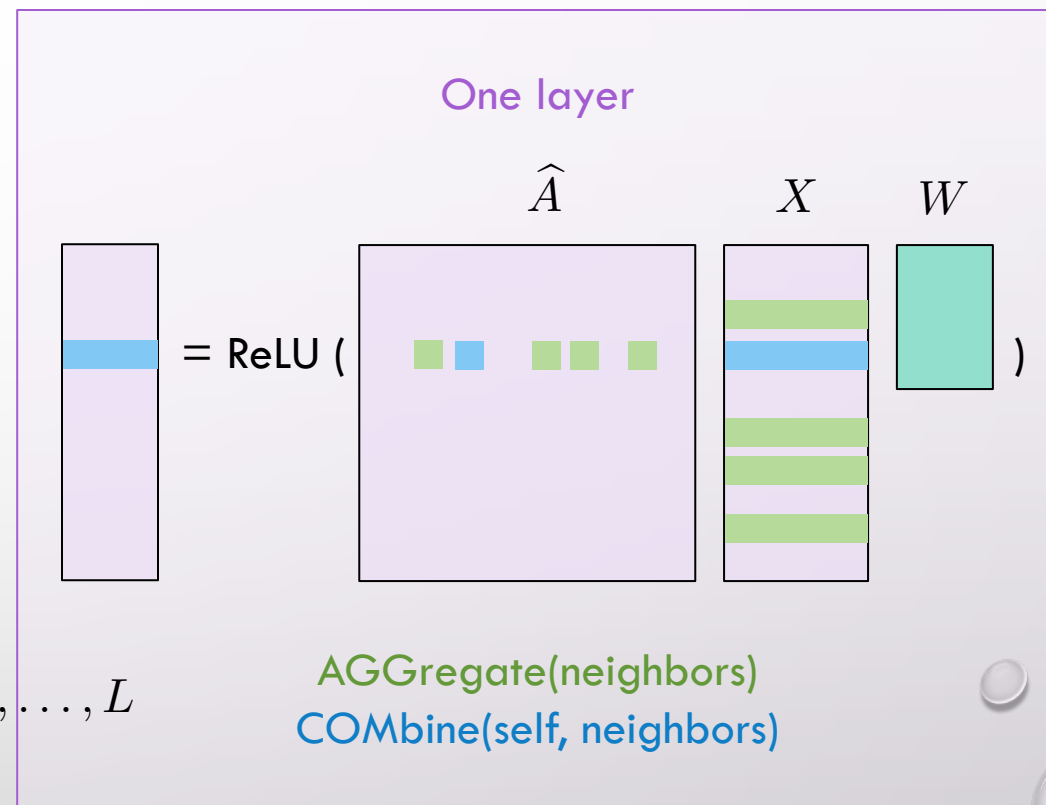 One layer
Â X W
= ReLU ( )
, . . . , L
AGGregate(neighbors)
COMbine(self, neighbors)